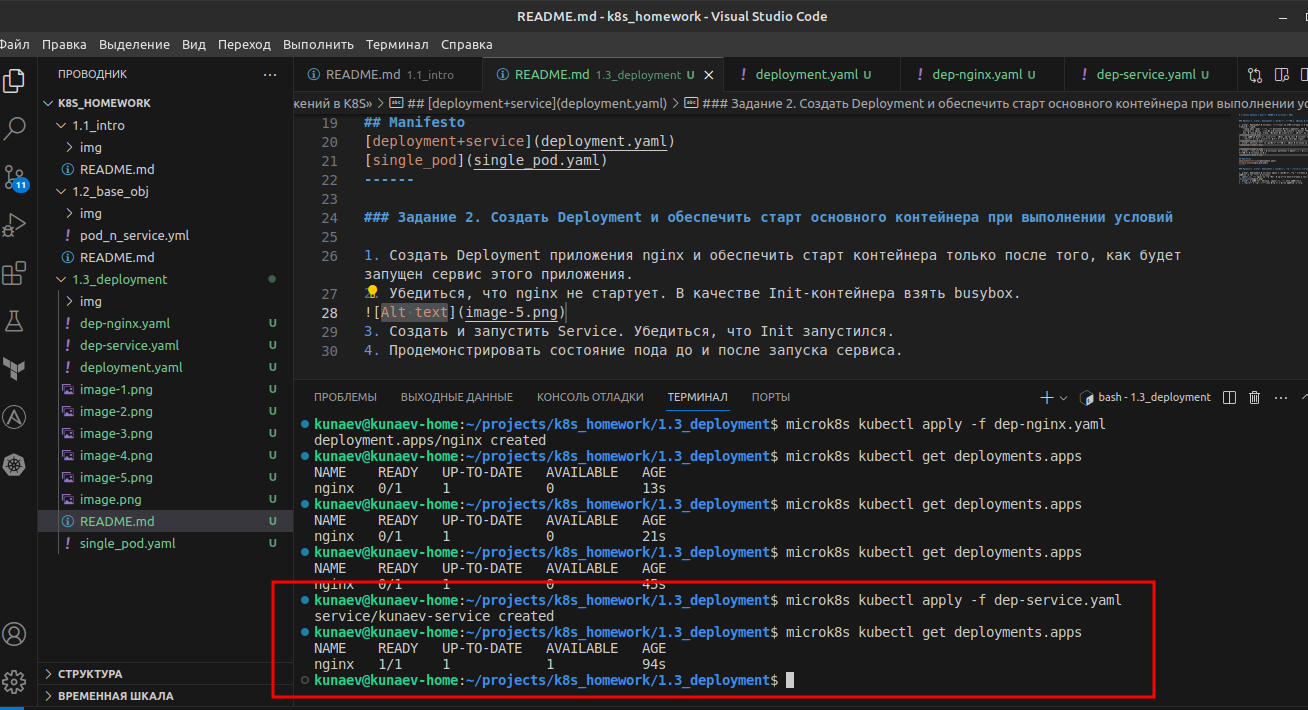 README.md - k8s_homework - Visual Studio Code
Файл Правка Выделение Вид Переход Выполнить Терминал Справка
ПРОВОДНИК
K8S_HOMEWORK
1.1_intro
img
README.md
1.2_base_obj
img
pod_n_service.yml
README.md
1.3_deployment
img
dep-nginx.yaml U
dep-service.yaml U
deployment.yaml U
image-1.png U
image-2.png U
image-3.png U
image-4.png U
image-5.png U
image.png U
README.md U
single_pod.yaml U
СТРУКТУРА
ВРЕМЕННАЯ ШКАЛА
11
README.md 1.1_intro
README.md 1.3_deployment U
deployment.yaml U
dep-nginx.yaml U
dep-service.yaml U
жений в K8S» > ## [deployment+service](deployment.yaml) > ### Задание 2. Создать Deployment и обеспечить старт основного контейнера при выполнении ус
19 ## Manifesto
20 [deployment+service](deployment.yaml)
21 [single_pod](single_pod.yaml)
22 ------
23
24 ### Задание 2. Создать Deployment и обеспечить старт основного контейнера при выполнении условий
25
26 1. Создать Deployment приложения nginx и обеспечить старт контейнера только после того, как будет
запущен сервис этого приложения.
27 2. Убедиться, что nginx не стартует. В качестве Init-контейнера взять busybox.
28 ![Alt text](image-5.png)
29 3. Создать и запустить Service. Убедиться, что Init запустился.
30 4. Продемонстрировать состояние пода до и после запуска сервиса.
ПРОБЛЕМЫ ВЫХОДНЫЕ ДАННЫЕ КОНСОЛЬ ОТЛАДКИ ТЕРМИНАЛ ПОРТЫ
bash - 1.3_deployment
kunaev@kunaev-home:~/projects/k8s_homework/1.3_deployment$ microk8s kubectl apply -f dep-nginx.yaml
deployment.apps/nginx created
kunaev@kunaev-home:~/projects/k8s_homework/1.3_deployment$ microk8s kubectl get deployments.apps
NAME READY UP-TO-DATE AVAILABLE AGE
nginx 0/1 1 0 13s
kunaev@kunaev-home:~/projects/k8s_homework/1.3_deployment$ microk8s kubectl get deployments.apps
NAME READY UP-TO-DATE AVAILABLE AGE
nginx 0/1 1 0 21s
kunaev@kunaev-home:~/projects/k8s_homework/1.3_deployment$ microk8s kubectl get deployments.apps
NAME READY UP-TO-DATE AVAILABLE AGE
nginx 0/1 1 0 45s
kunaev@kunaev-home:~/projects/k8s_homework/1.3_deployment$ microk8s kubectl apply -f dep-service.yaml
service/kunaev-service created
kunaev@kunaev-home:~/projects/k8s_homework/1.3_deployment$ microk8s kubectl get deployments.apps
NAME READY UP-TO-DATE AVAILABLE AGE
nginx 1/1 1 1 94s
kunaev@kunaev-home:~/projects/k8s_homework/1.3_deployment$